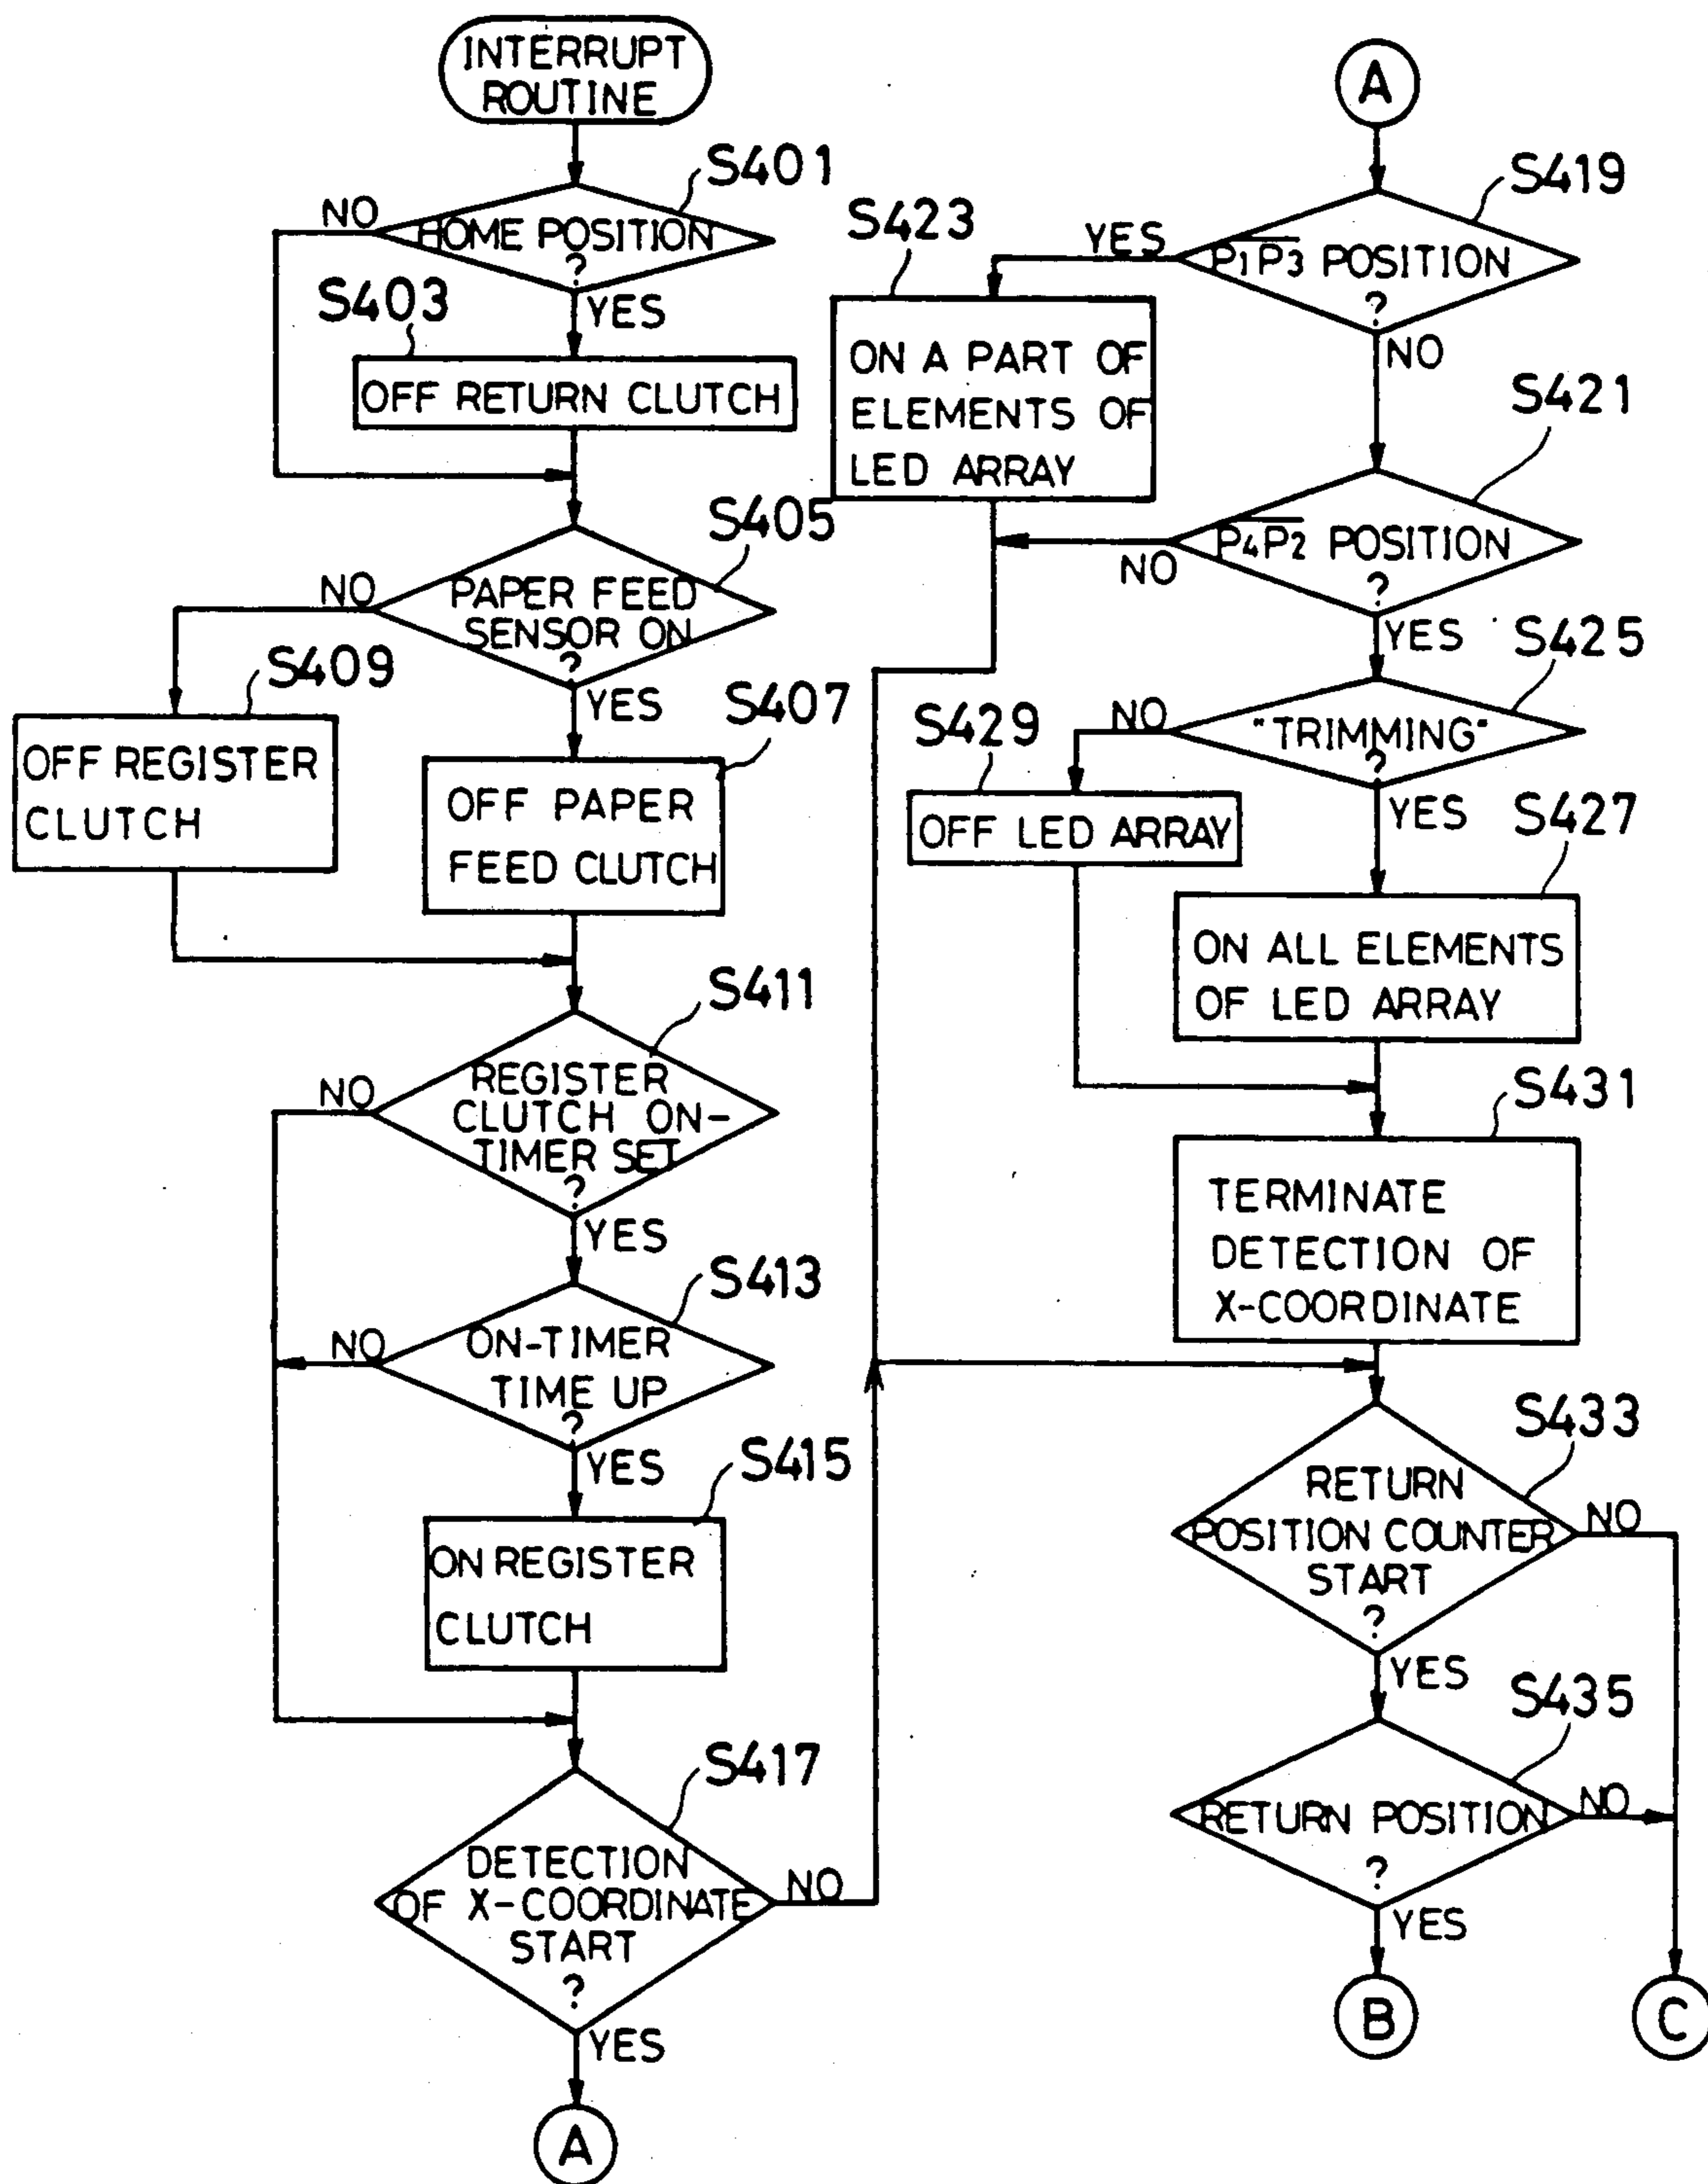 INTERRUPT
ROUTINE
S401
NO
HOME POSITION
?
YES
S403
OFF RETURN CLUTCH
S405
NO
PAPER FEED
SENSOR ON
?
YES
S409
OFF REGISTER
CLUTCH
S407
OFF PAPER
FEED CLUTCH
S411
NO
REGISTER
CLUTCH ON-
TIMER SET
?
YES
S413
NO
ON-TIMER
TIME UP
?
YES
S415
ON REGISTER
CLUTCH
S417
DETECTION
OF X-COORDINATE
START
?
NO
YES
A
A
S419
YES
P1P3 POSITION
?
NO
S423
ON A PART OF
ELEMENTS OF
LED ARRAY
S421
P4P2 POSITION
?
NO
YES
S425
NO
"TRIMMING"
?
YES
S429
OFF LED ARRAY
S427
ON ALL ELEMENTS
OF LED ARRAY
S431
TERMINATE
DETECTION OF
X-COORDINATE
S433
RETURN
POSITION COUNTER
START
?
NO
YES
S435
RETURN POSITION
?
NO
YES
B
C